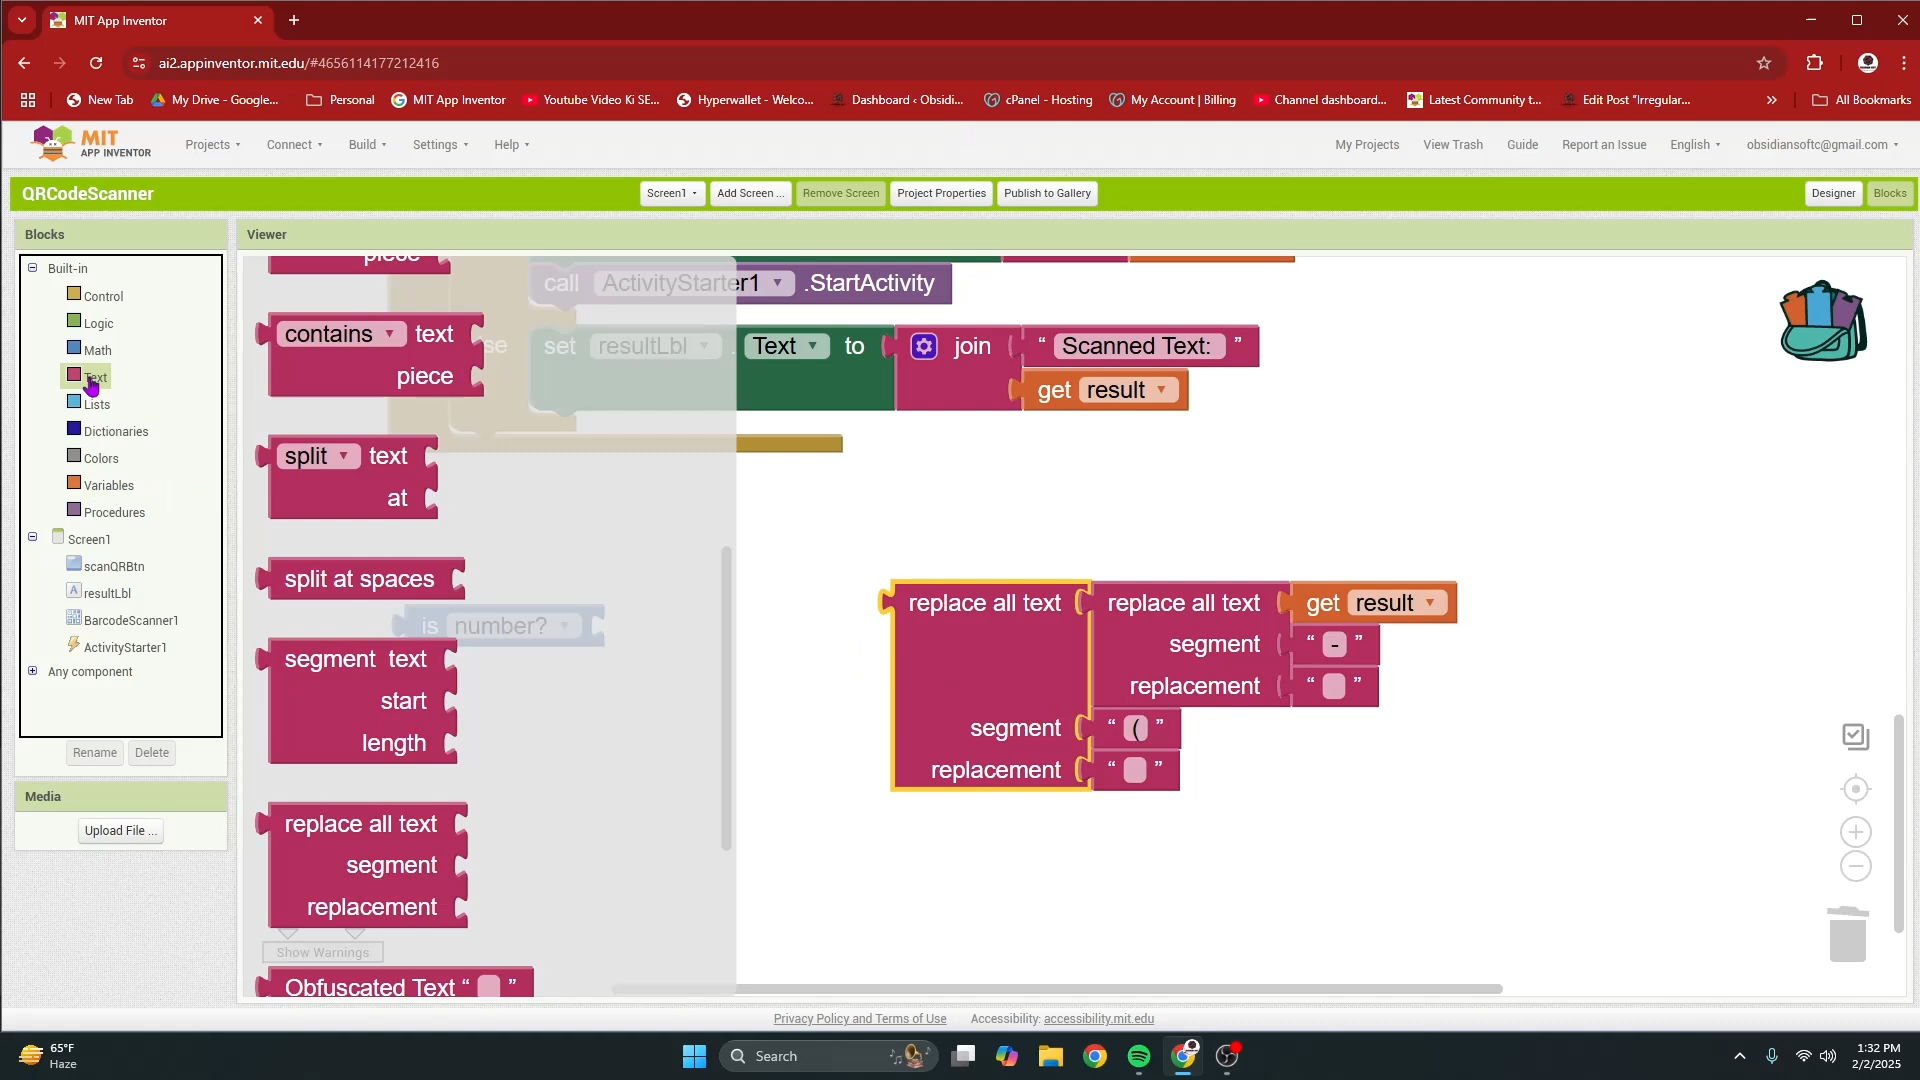 MIT App Inventor
ai2.appinventor.mit.edu/#4656114177212416
New Tab
My Drive - Google...
Personal
MIT App Inventor
Youtube Video Ki SE...
Hyperwallet - Welco...
Dashboard ‹ Obsidi...
cPanel - Hosting
My Account | Billing
Channel dashboard...
Latest Community t...
Edit Post "Irregular...
All Bookmarks
MIT
APP INVENTOR
Projects
Connect
Build
Settings
Help
My Projects
View Trash
Guide
Report an Issue
English
obsidiansoftc@gmail.com
QRCodeScanner
Screen1
Add Screen ...
Remove Screen
Project Properties
Publish to Gallery
Designer
Blocks
Blocks
Viewer
Built-in
Control
Logic
Math
Text
Lists
Dictionaries
Colors
Variables
Procedures
Screen1
scanQRBtn
resultLbl
BarcodeScanner1
ActivityStarter1
Any component
Rename
Delete
Media
Upload File ...
piece
contains text
piece
split text
at
split at spaces
is number?
segment text
start
length
replace all text
segment
replacement
Show Warnings
Obfuscated Text “ ”
call ActivityStarter1 .StartActivity
set resultLbl . Text to join “ Scanned Text: ”
get result
replace all text replace all text get result
segment “ - ”
replacement “ ”
segment “ ( ”
replacement “ ”
Privacy Policy and Terms of Use
Accessibility: accessibility.mit.edu
65°F
Haze
Search
1:32 PM
2/2/2025